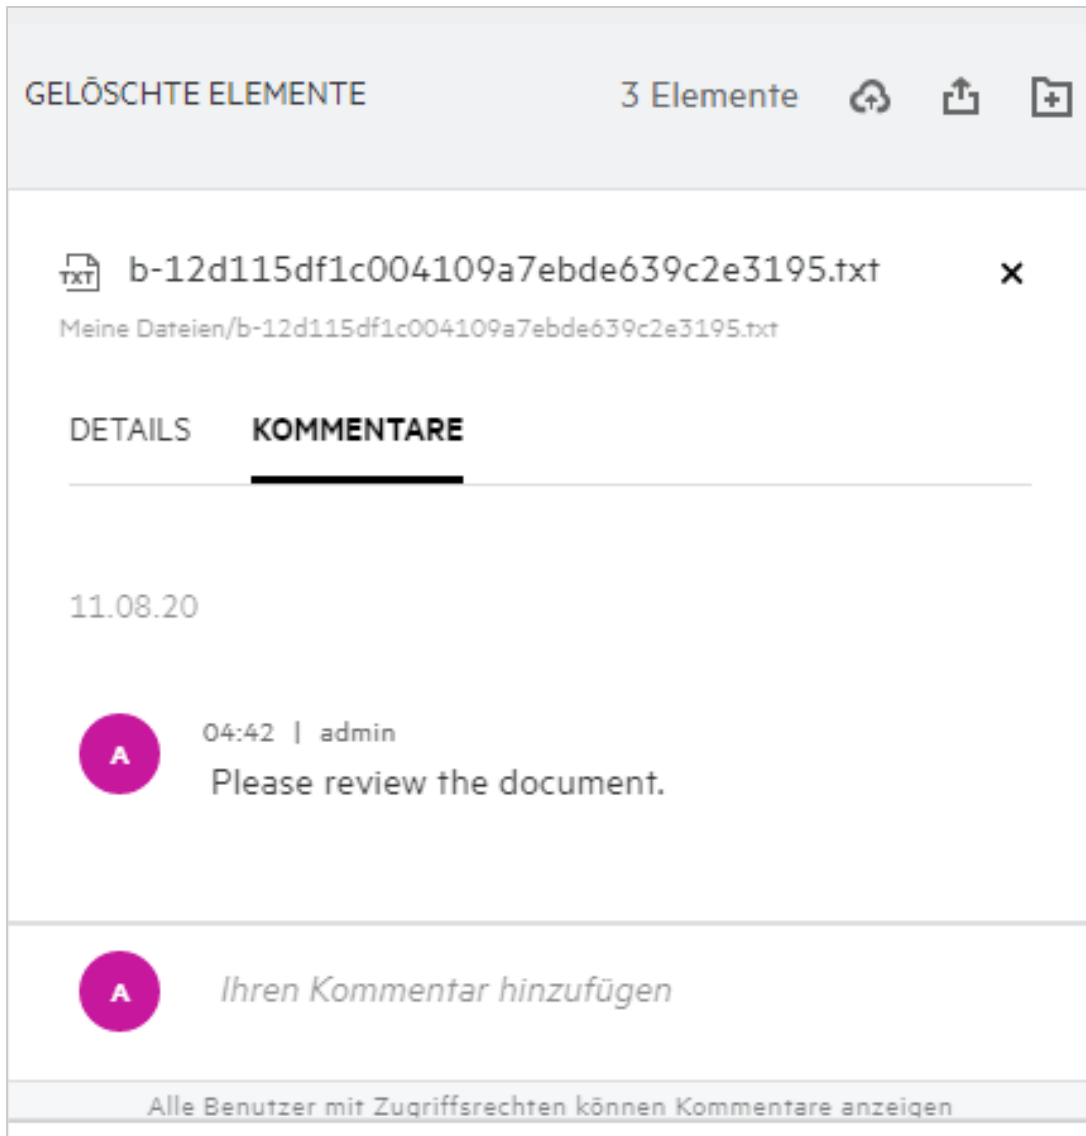 GELÖSCHTE ELEMENTE 3 Elemente
TXT b-12d115df1c004109a7ebde639c2e3195.txt
Meine Dateien/b-12d115df1c004109a7ebde639c2e3195.txt
DETAILS KOMMENTARE
11.08.20
A 04:42 | admin
Please review the document.
A Ihren Kommentar hinzufügen
Alle Benutzer mit Zugriffsrechten können Kommentare anzeigen